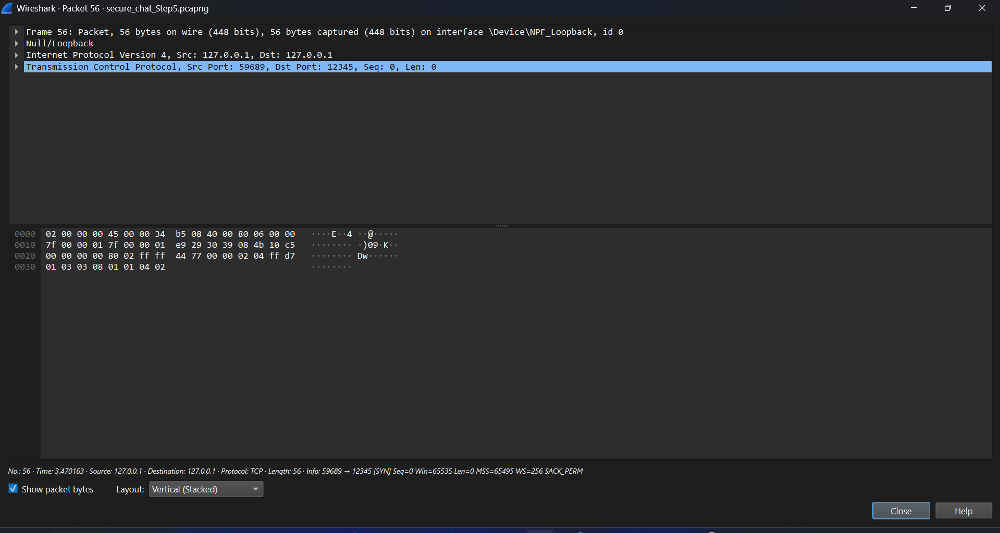 Wireshark · Packet 56 · secure_chat_Step5.pcapng
Frame 56: Packet, 56 bytes on wire (448 bits), 56 bytes captured (448 bits) on interface \Device\NPF_Loopback, id 0
Null/Loopback
Internet Protocol Version 4, Src: 127.0.0.1, Dst: 127.0.0.1
Transmission Control Protocol, Src Port: 59689, Dst Port: 12345, Seq: 0, Len: 0
0000 02 00 00 00 45 00 00 34 b5 08 40 00 80 06 00 00 ····E··4 ··@·····
0010 7f 00 00 01 7f 00 00 01 e9 29 30 39 08 4b 10 c5 ········ ·)09·K··
0020 00 00 00 00 80 02 ff ff 44 77 00 00 02 04 ff d7 ········ Dw······
0030 01 03 03 08 01 01 04 02 ········
No.: 56 · Time: 3.470163 · Source: 127.0.0.1 · Destination: 127.0.0.1 · Protocol: TCP · Length: 56 · Info: 59689 → 12345 [SYN] Seq=0 Win=65535 Len=0 MSS=65495 WS=256 SACK_PERM
Show packet bytes Layout: Vertical (Stacked)
Close Help